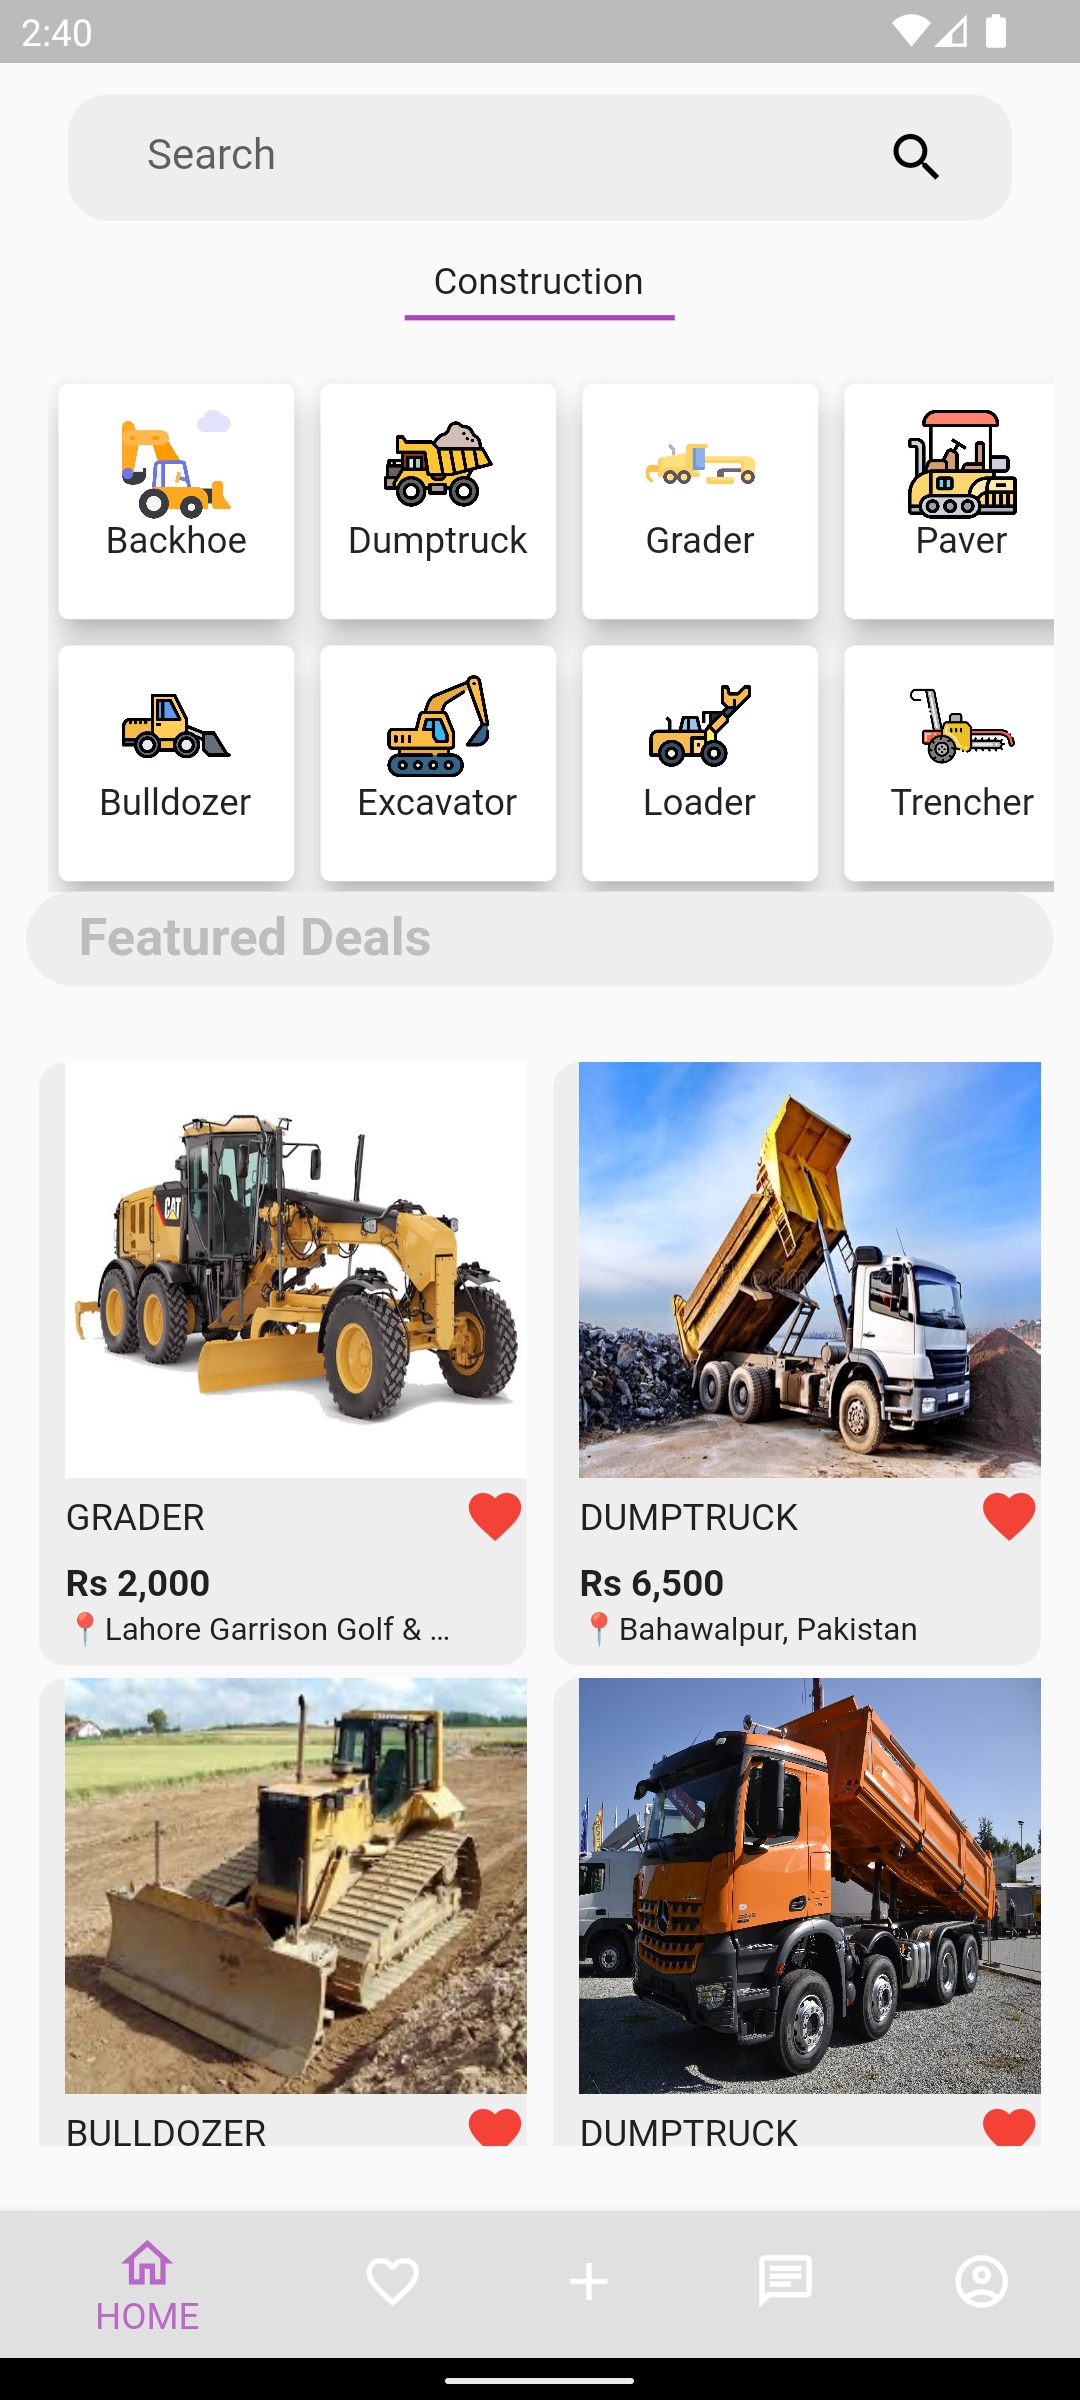 2:40
Search
Construction
Backhoe
Dumptruck
Grader
Paver
Bulldozer
Excavator
Loader
Trencher
Featured Deals
CAT
GRADER
DUMPTRUCK
Rs 2,000
Rs 6,500
📍Lahore Garrison Golf & ...
📍Bahawalpur, Pakistan
BULLDOZER
DUMPTRUCK
HOME